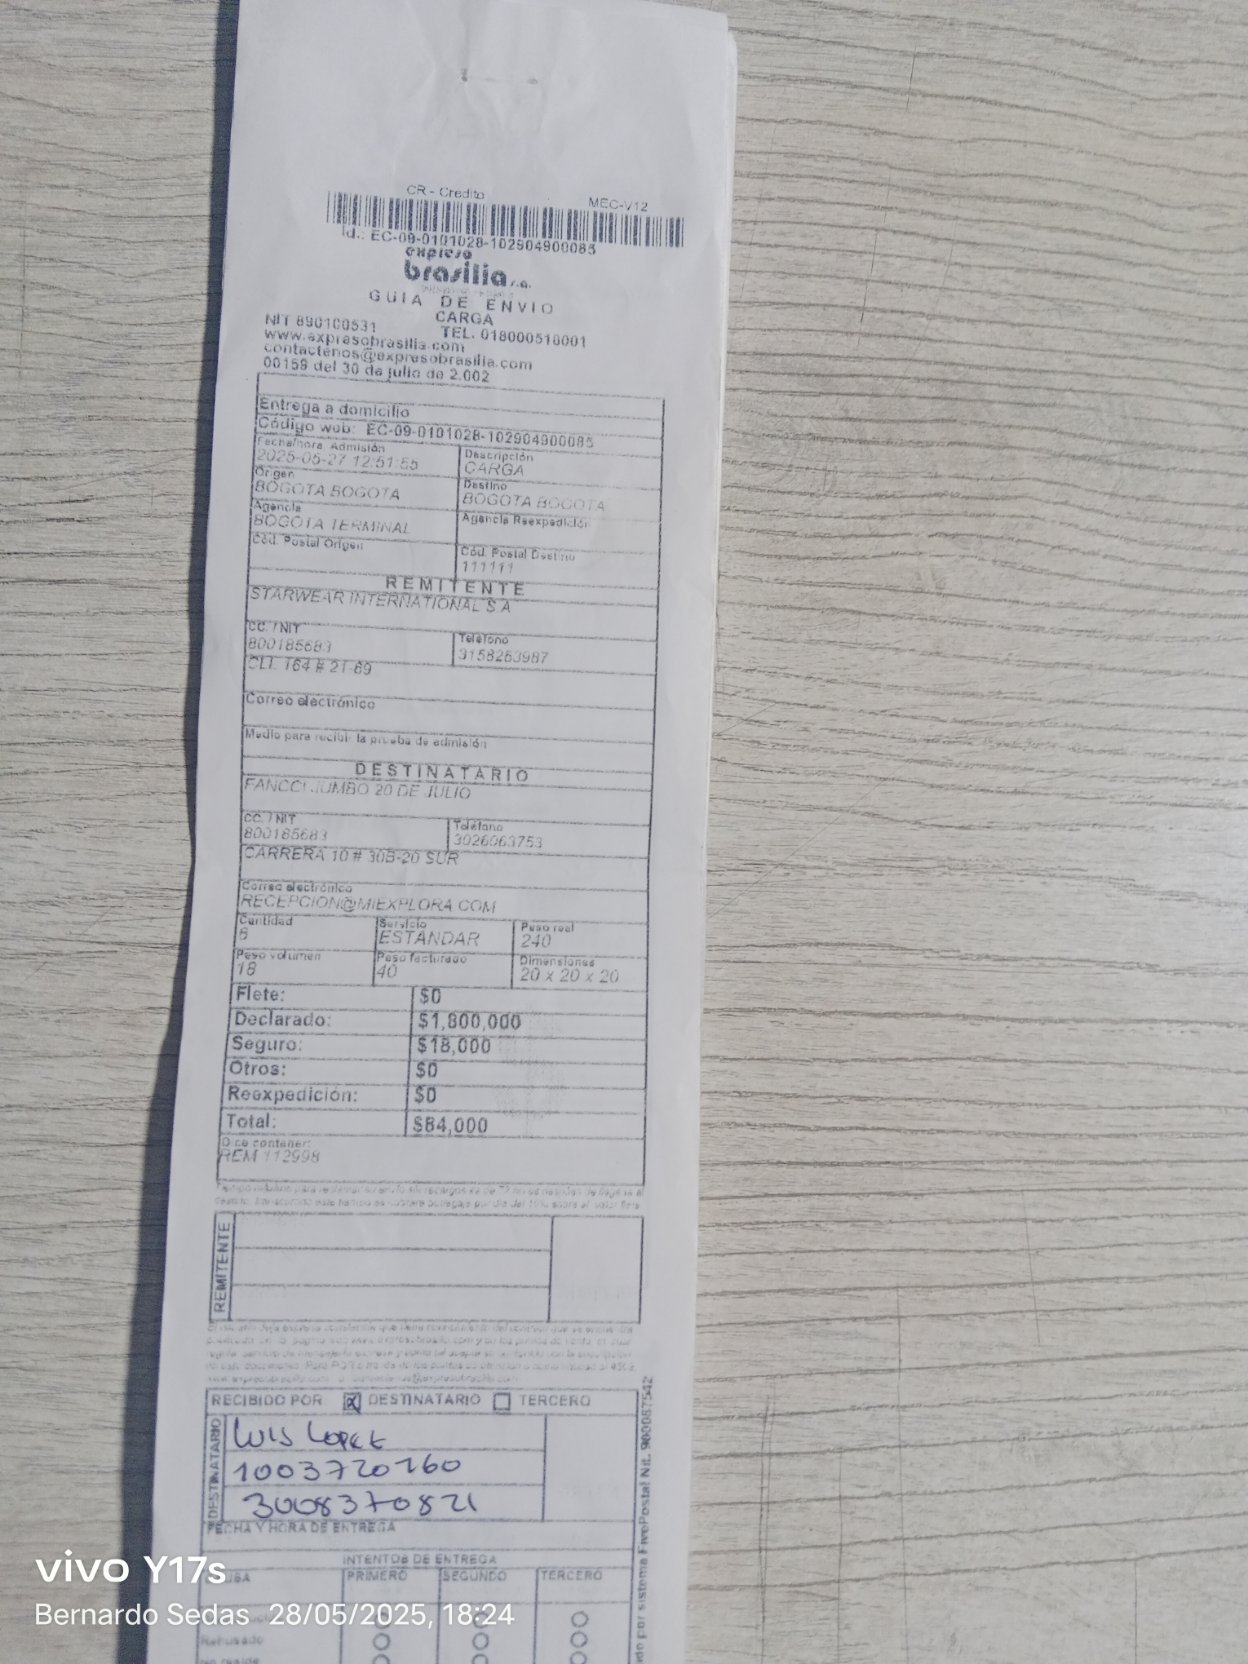 CR - Credito MEC-V12
Id.: EC-09-0101028-102904900085
expreso
brasilia s.a.
GUIA DE ENVIO
CARGA
NIT 890100531 TEL. 018000510001
www.expresobrasilia.com
contactenos@expresobrasilia.com
00159 del 30 de julio de 2.002
Entrega a domicilio
Código web: EC-09-0101028-102904900085
Fecha/hora Admisión Descripción
2025-05-27 12:51:55 CARGA
Origen Destino
BOGOTA BOGOTA BOGOTA BOGOTA
Agencia Agencia Reexpedición
BOGOTA TERMINAL
Cód. Postal Origen Cód. Postal Destino
111111
REMITENTE
STARWEAR INTERNATIONAL S A
CC. / NIT Teléfono
800185683 3158263987
CLL 164 # 21-69
Correo electrónico
Medio para recibir la prueba de admisión
DESTINATARIO
FANCCI JUMBO 20 DE JULIO
CC. / NIT Teléfono
800185683 3026063753
CARRERA 10 # 30B-20 SUR
Correo electrónico
RECEPCION@MIEXPLORA.COM
Cantidad Servicio Peso real
6 ESTANDAR 240
Peso volumen Peso facturado Dimensiones
18 40 20 x 20 x 20
Flete: $0
Declarado: $1,800,000
Seguro: $18,000
Otros: $0
Reexpedición: $0
Total: $84,000
Dice contener:
REM 112998
REMITENTE
RECIBIDO POR DESTINATARIO TERCERO
DESTINATARIO
Luis Lopez
1003720760
3008370821
FECHA Y HORA DE ENTREGA
INTENTOS DE ENTREGA
PRIMERO SEGUNDO TERCERO
Rehusado
No reside
por sistema FivePostal Nit. 900087542
vivo Y17s
Bernardo Sedas 28/05/2025, 18:24